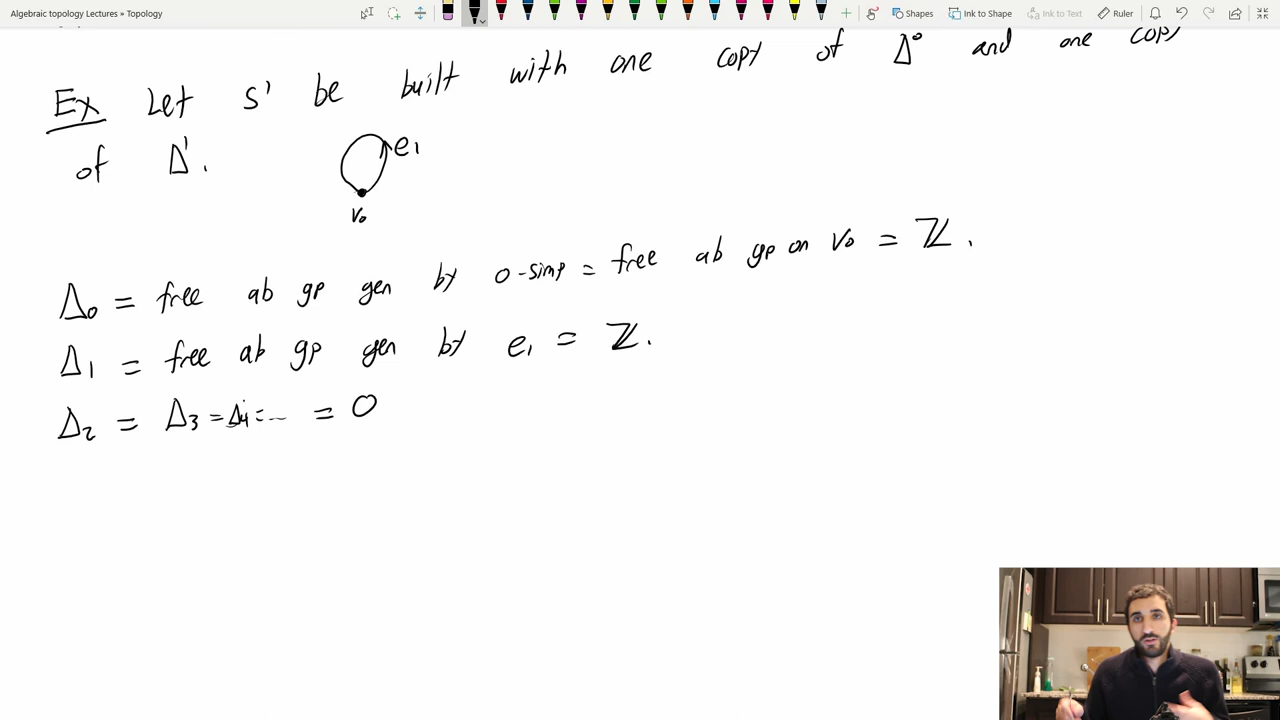 Algebraic topology Lectures » Topology
Shapes
Ink to Shape
Ink to Text
Ruler
Ex Let S¹ be built with one copy of Δ⁰ and one copy
of Δ¹.
e₁
v₀
Δ₀ = free ab gp gen by 0-simp = free ab gp on v₀ = ℤ.
Δ₁ = free ab gp gen by e₁ = ℤ.
Δ₂ = Δ₃ = Δ₄ = ... = 0